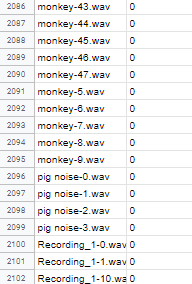 2086 monkey-43.wav 0
2087 monkey-44.wav 0
2088 monkey-45.wav 0
2089 monkey-46.wav 0
2090 monkey-47.wav 0
2091 monkey-5.wav 0
2092 monkey-6.wav 0
2093 monkey-7.wav 0
2094 monkey-8.wav 0
2095 monkey-9.wav 0
2096 pig noise-0.wav 0
2097 pig noise-1.wav 0
2098 pig noise-2.wav 0
2099 pig noise-3.wav 0
2100 Recording_1-0.wav 0
2101 Recording_1-1.wav 0
2102 Recording_1-10.wa 0